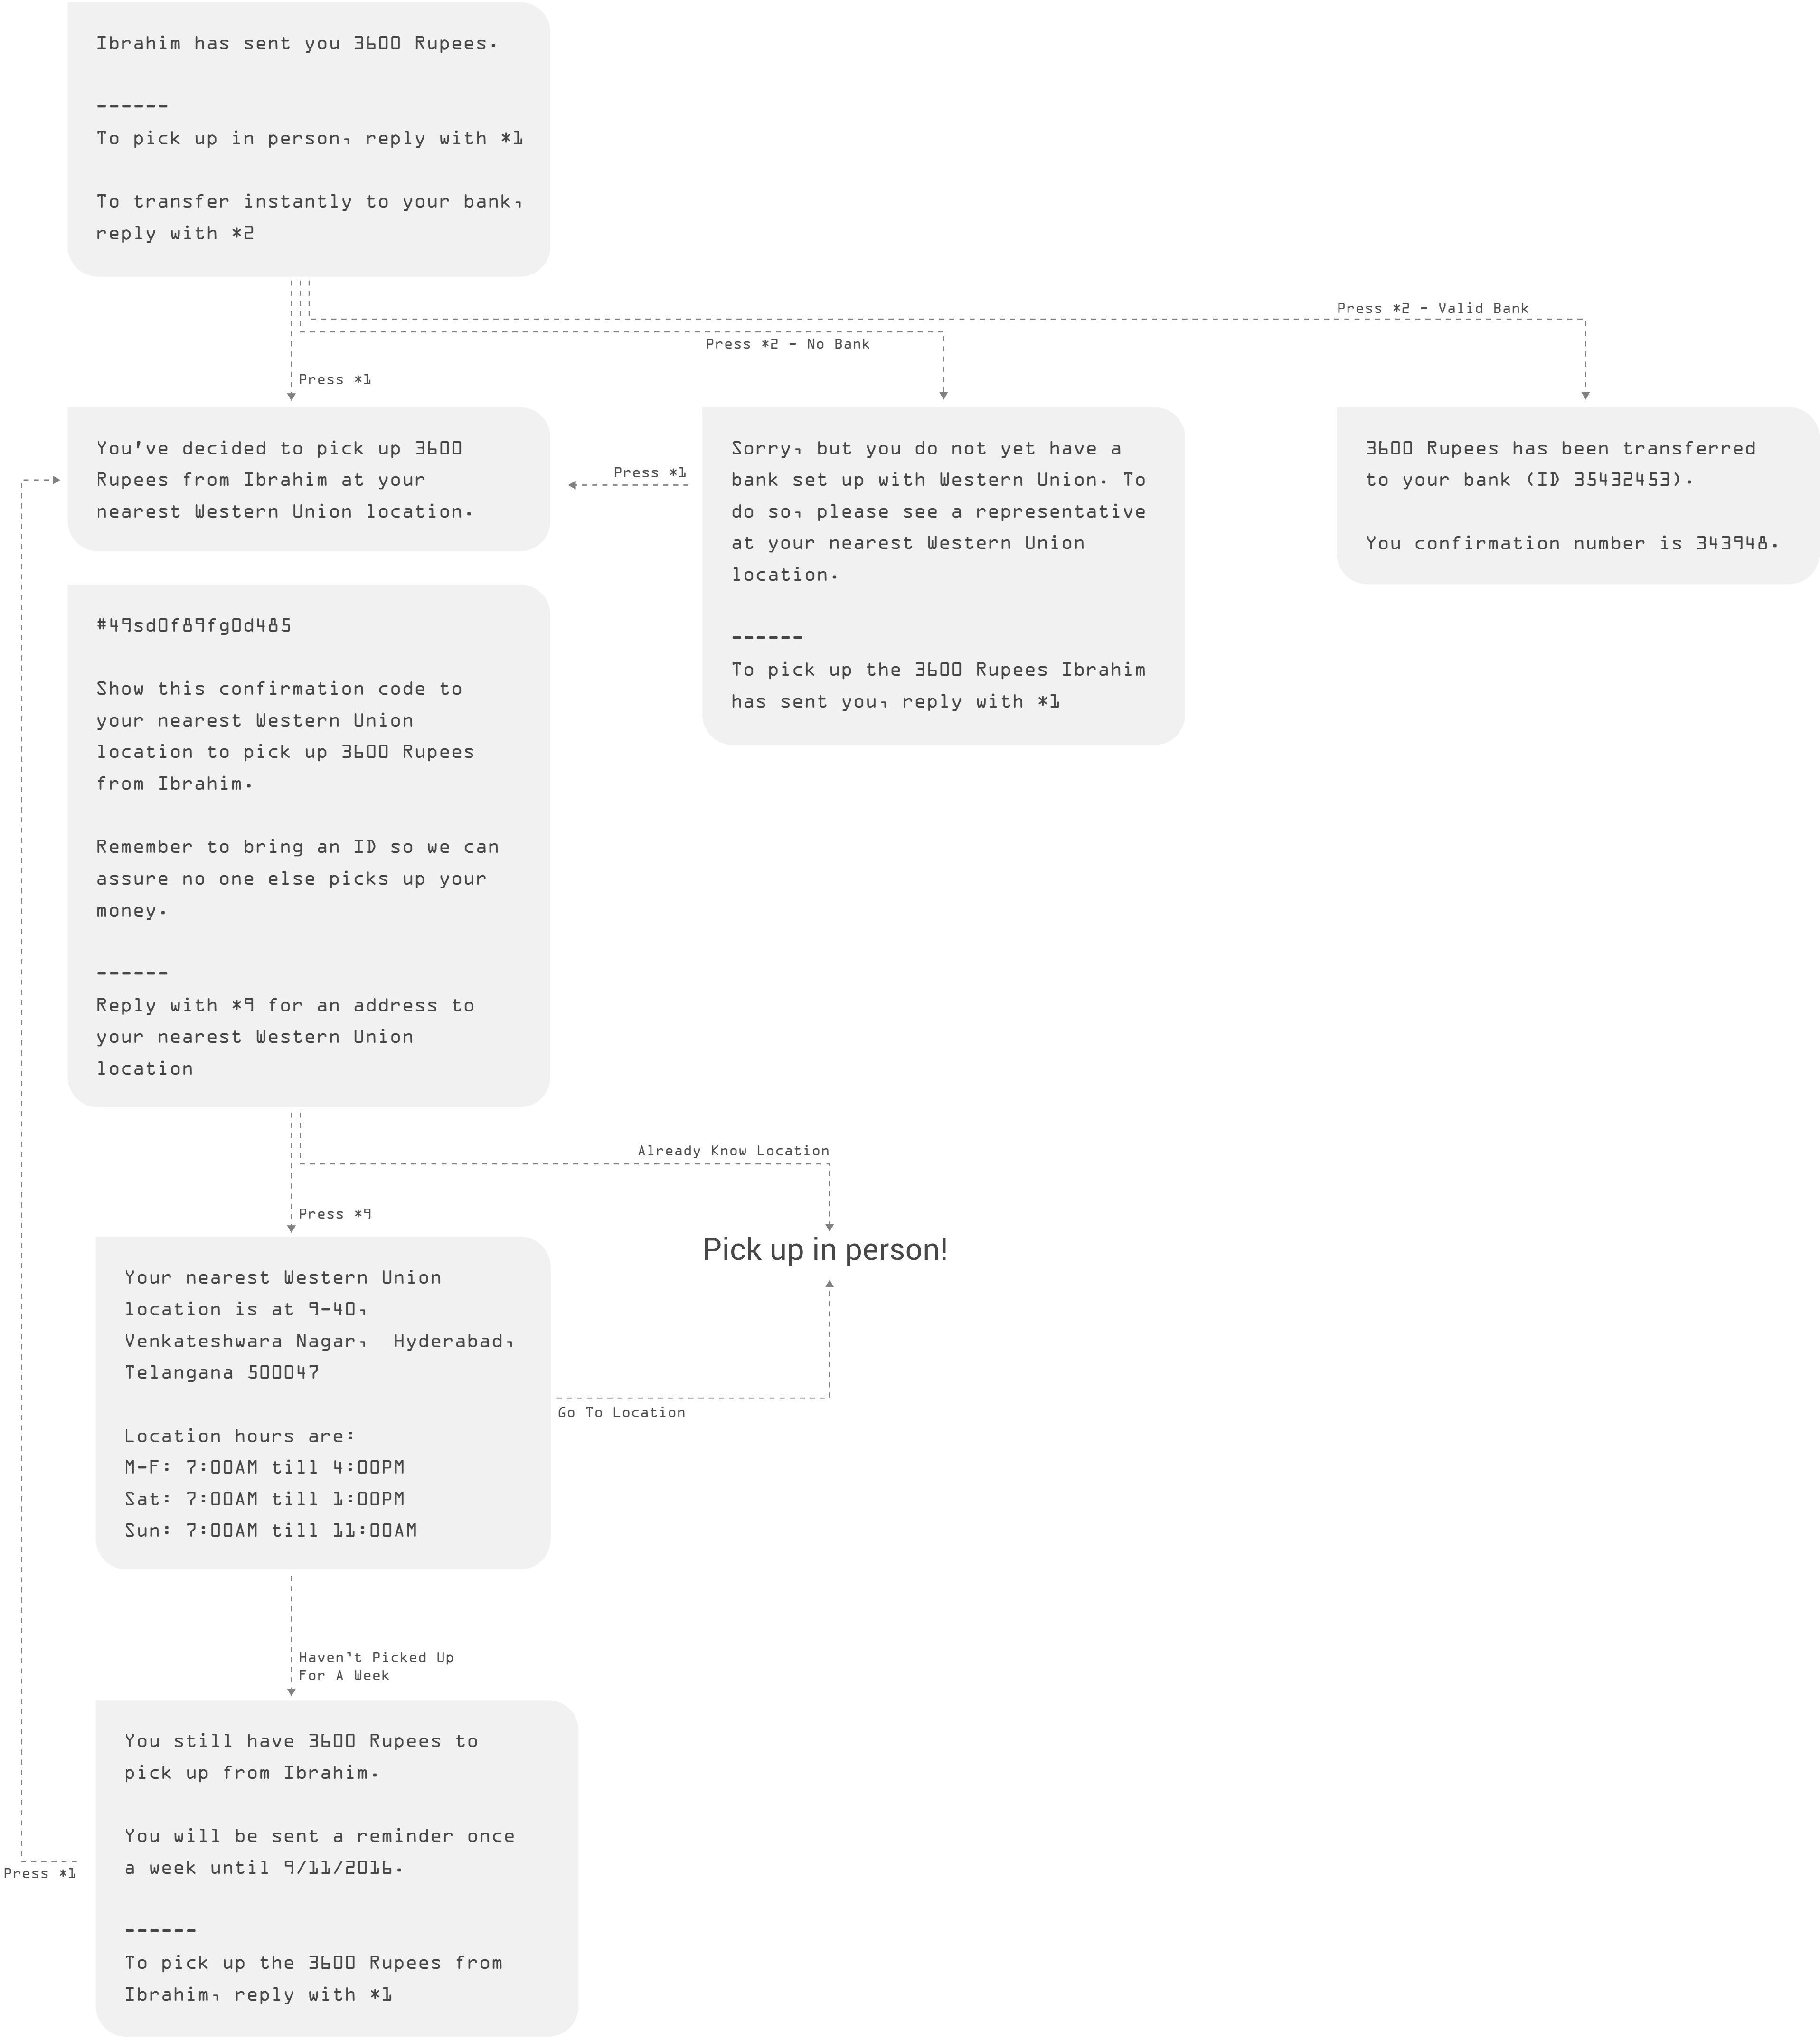 Ibrahim has sent you 3600 Rupees.
------
To pick up in person, reply with *1
To transfer instantly to your bank,
reply with *2
Press *2 - Valid Bank
Press *2 - No Bank
Press *1
You've decided to pick up 3600
Rupees from Ibrahim at your
nearest Western Union location.
Press *1
Sorry, but you do not yet have a
bank set up with Western Union. To
do so, please see a representative
at your nearest Western Union
location.
------
To pick up the 3600 Rupees Ibrahim
has sent you, reply with *1
3600 Rupees has been transferred
to your bank (ID 35432453).
You confirmation number is 343948.
#49sd0f89fg0d485
Show this confirmation code to
your nearest Western Union
location to pick up 3600 Rupees
from Ibrahim.
Remember to bring an ID so we can
assure no one else picks up your
money.
------
Reply with *9 for an address to
your nearest Western Union
location
Already Know Location
Press *9
Pick up in person!
Your nearest Western Union
location is at 9-40,
Venkateshwara Nagar,  Hyderabad,
Telangana 500047
Location hours are:
M-F: 7:00AM till 4:00PM
Sat: 7:00AM till 1:00PM
Sun: 7:00AM till 11:00AM
Go To Location
Haven't Picked Up
For A Week
You still have 3600 Rupees to
pick up from Ibrahim.
You will be sent a reminder once
a week until 9/11/2016.
------
To pick up the 3600 Rupees from
Ibrahim, reply with *1
Press *1